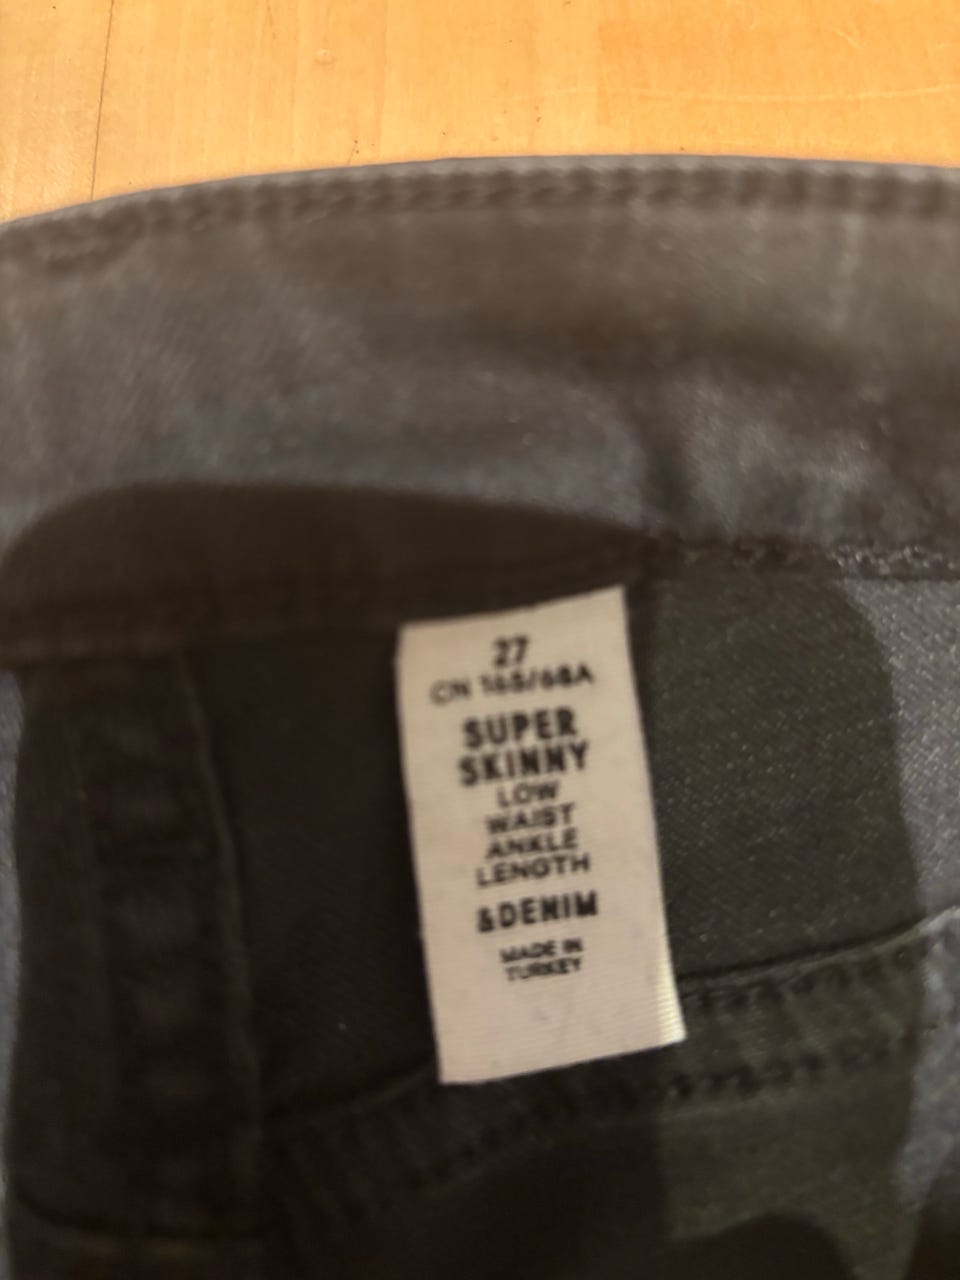 27
CN 165/68A
SUPER
SKINNY
LOW
WAIST
ANKLE
LENGTH
&DENIM
MADE IN
TURKEY